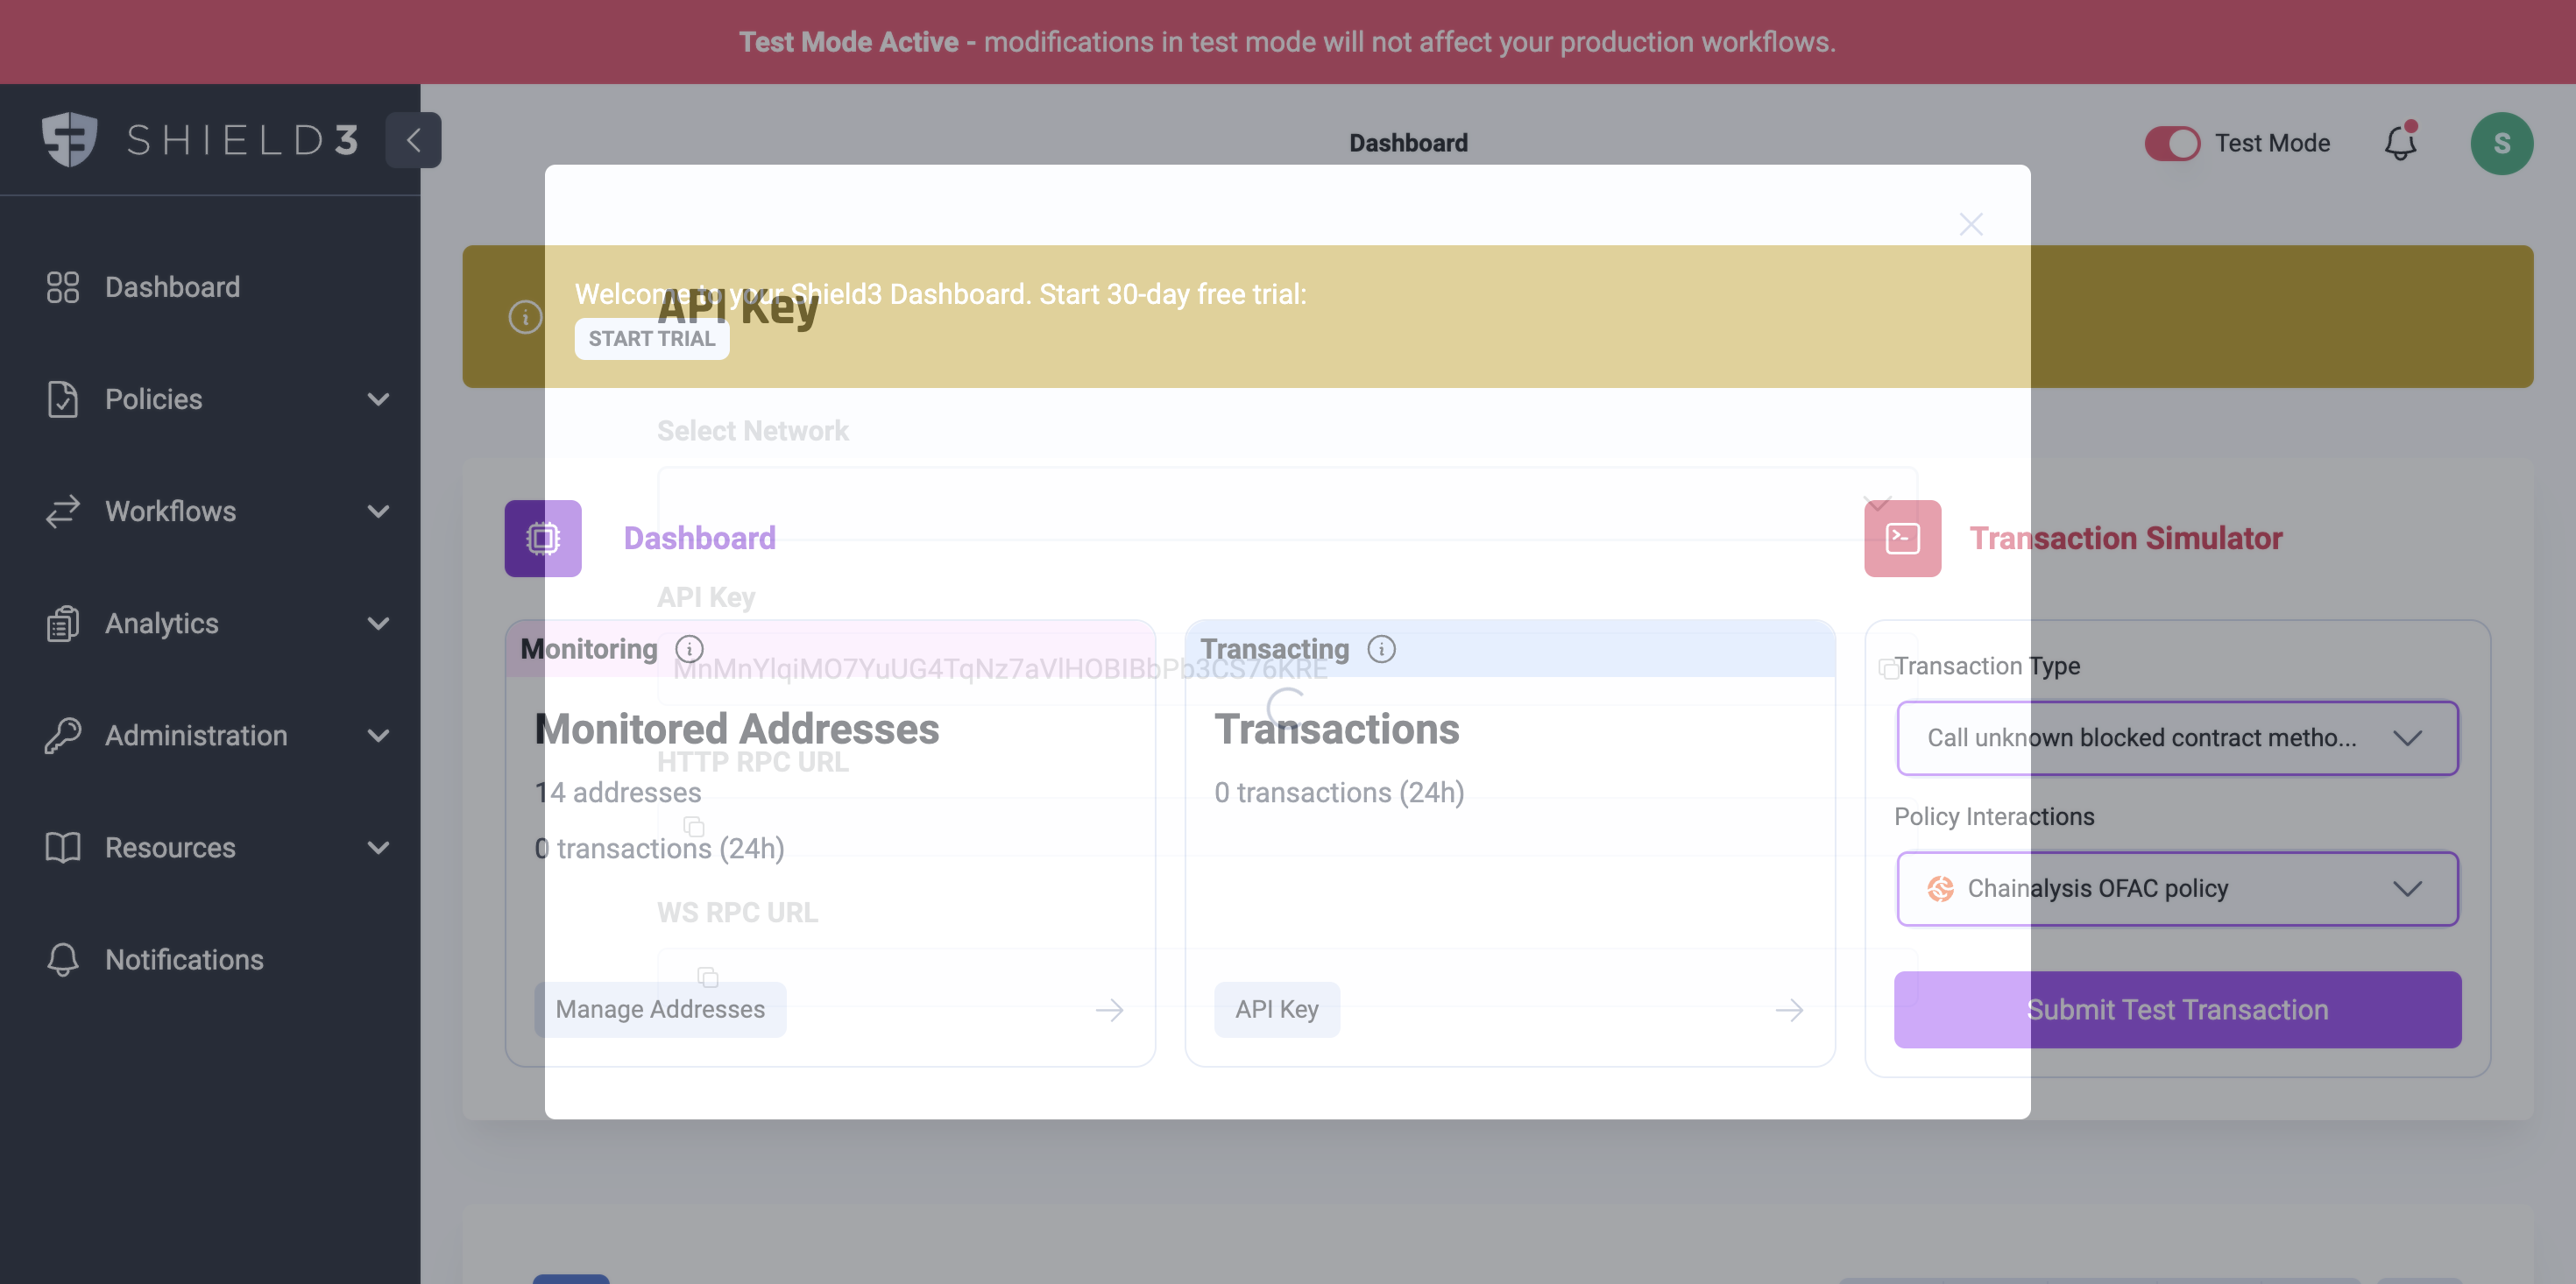 Test Mode Active - modifications in test mode will not affect your production workflows.
SHIELD3
Dashboard
Test Mode
S
Dashboard
Policies
Workflows
Analytics
Administration
Resources
Notifications
Welcome to your Shield3 Dashboard. Start 30-day free trial:
START TRIAL
API Key
Select Network
Dashboard
Transaction Simulator
API Key
Monitoring
Transacting
Transaction Type
Call unknown blocked contract metho...
Monitored Addresses
Transactions
HTTP RPC URL
14 addresses
0 transactions (24h)
0 transactions (24h)
Policy Interactions
Chainalysis OFAC policy
WS RPC URL
Manage Addresses
API Key
Submit Test Transaction